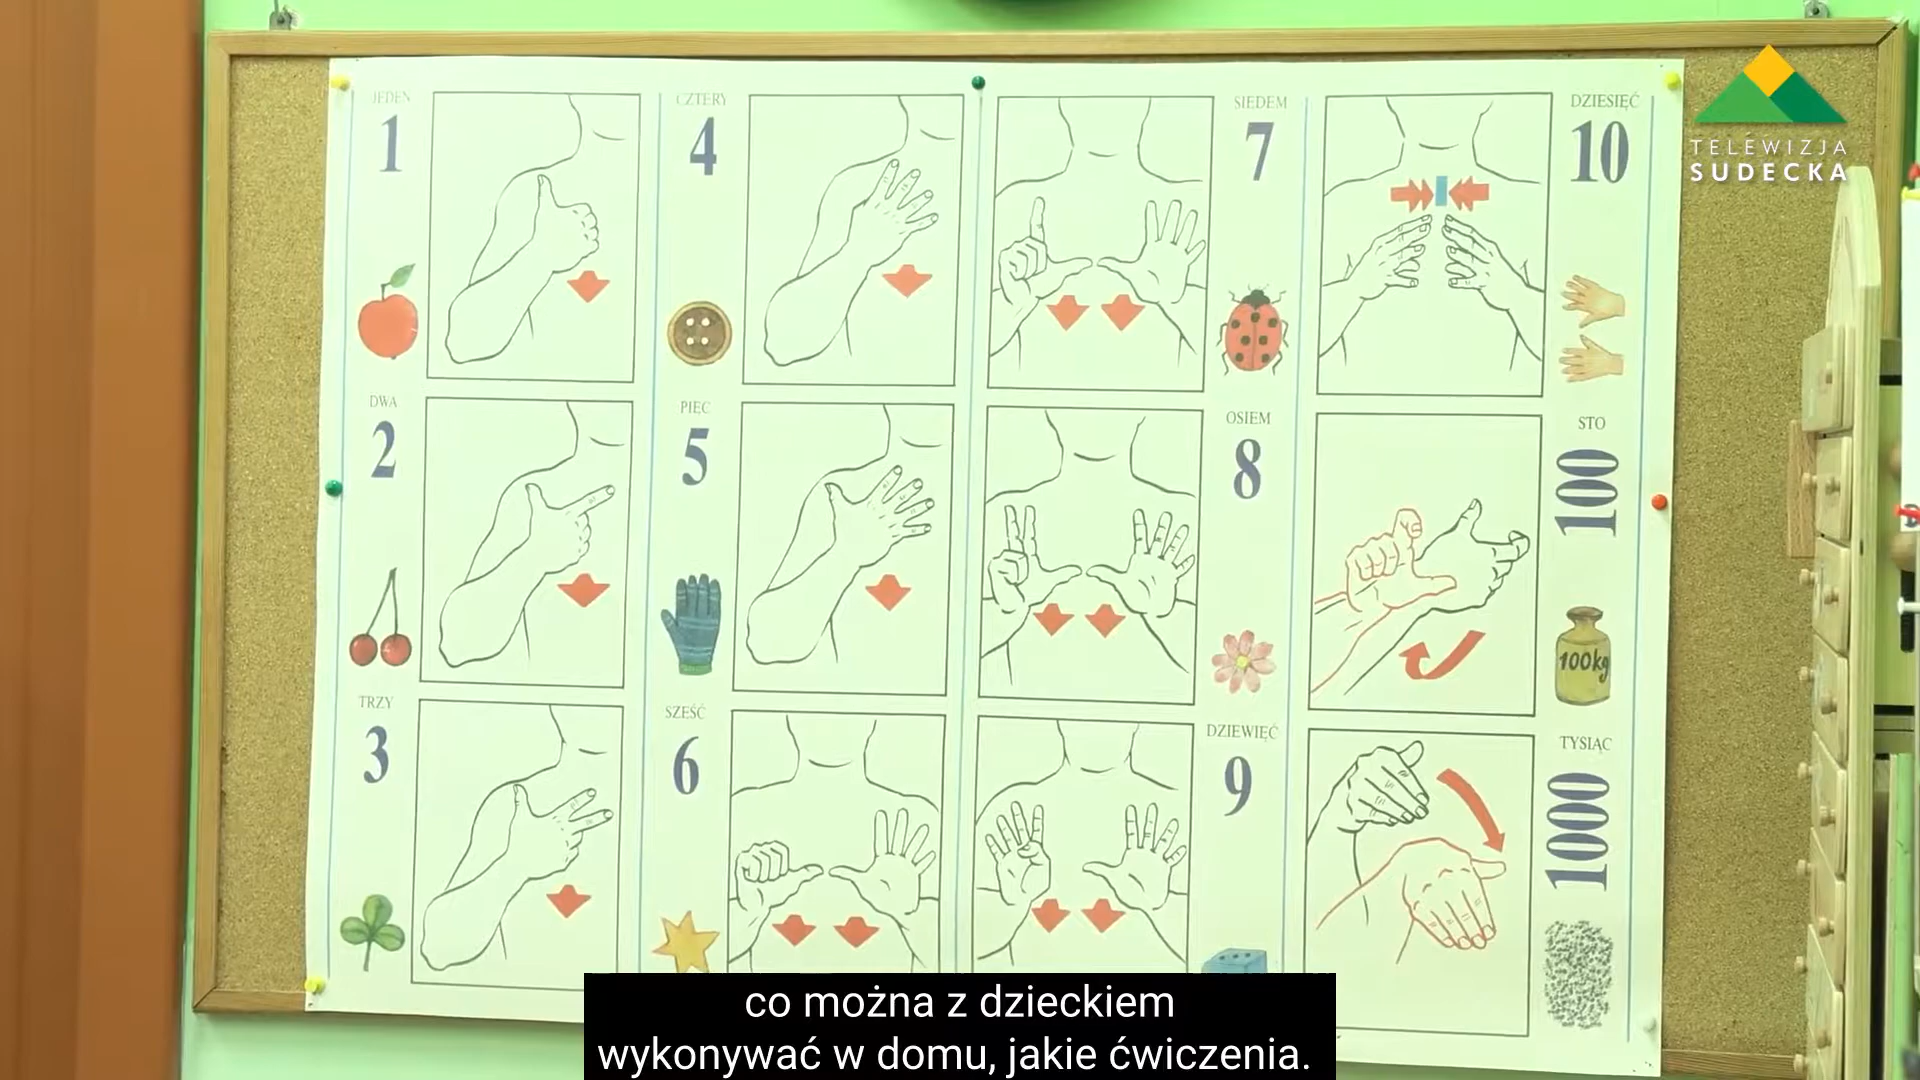 JEDEN
1
DWA
2
TRZY
3
CZTERY
4
PIĘĆ
5
SZEŚĆ
6
SIEDEM
7
OSIEM
8
DZIEWIĘĆ
9
DZIESIĘĆ
10
STO
100
100kg
TYSIĄC
1000
TELEWIZJA
SUDECKA
co można z dzieckiem
wykonywać w domu, jakie ćwiczenia.